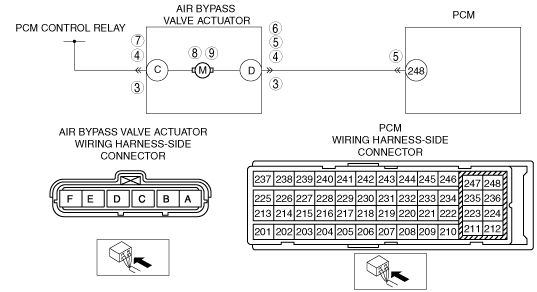 AIR BYPASS
VALVE ACTUATOR
PCM
PCM CONTROL RELAY
7
4
3
C
8 9
M
D
6
5
4
3
5
248
AIR BYPASS VALVE ACTUATOR
WIRING HARNESS-SIDE
CONNECTOR
F E D C B A
PCM
WIRING HARNESS-SIDE
CONNECTOR
237 238 239 240 241 242 243 244 245 246 247 248
225 226 227 228 229 230 231 232 233 234 235 236
213 214 215 216 217 218 219 220 221 222 223 224
201 202 203 204 205 206 207 208 209 210 211 212